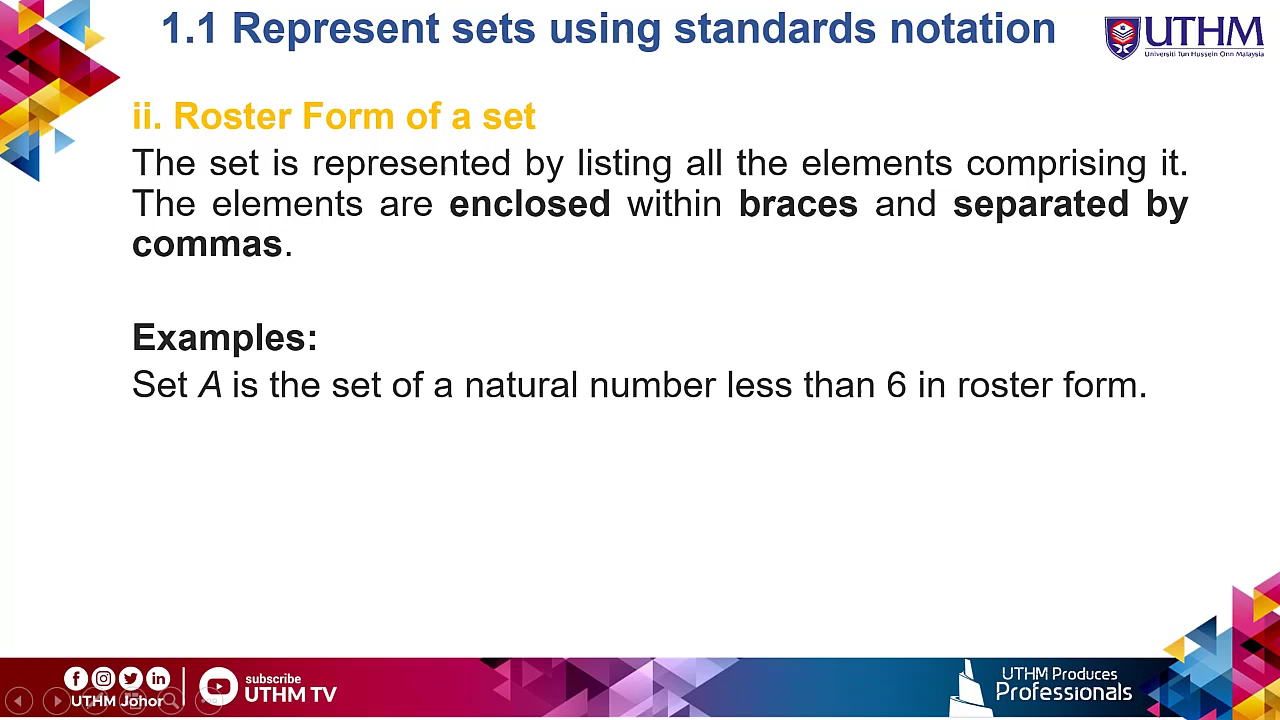 1.1 Represent sets using standards notation
UTHM
Universiti Tun Hussein Onn Malaysia
ii. Roster Form of a set
The set is represented by listing all the elements comprising it.
The elements are enclosed within braces and separated by
commas.
Examples:
Set A is the set of a natural number less than 6 in roster form.
UTHM Johor
subscribe
UTHM TV
UTHM Produces
Professionals